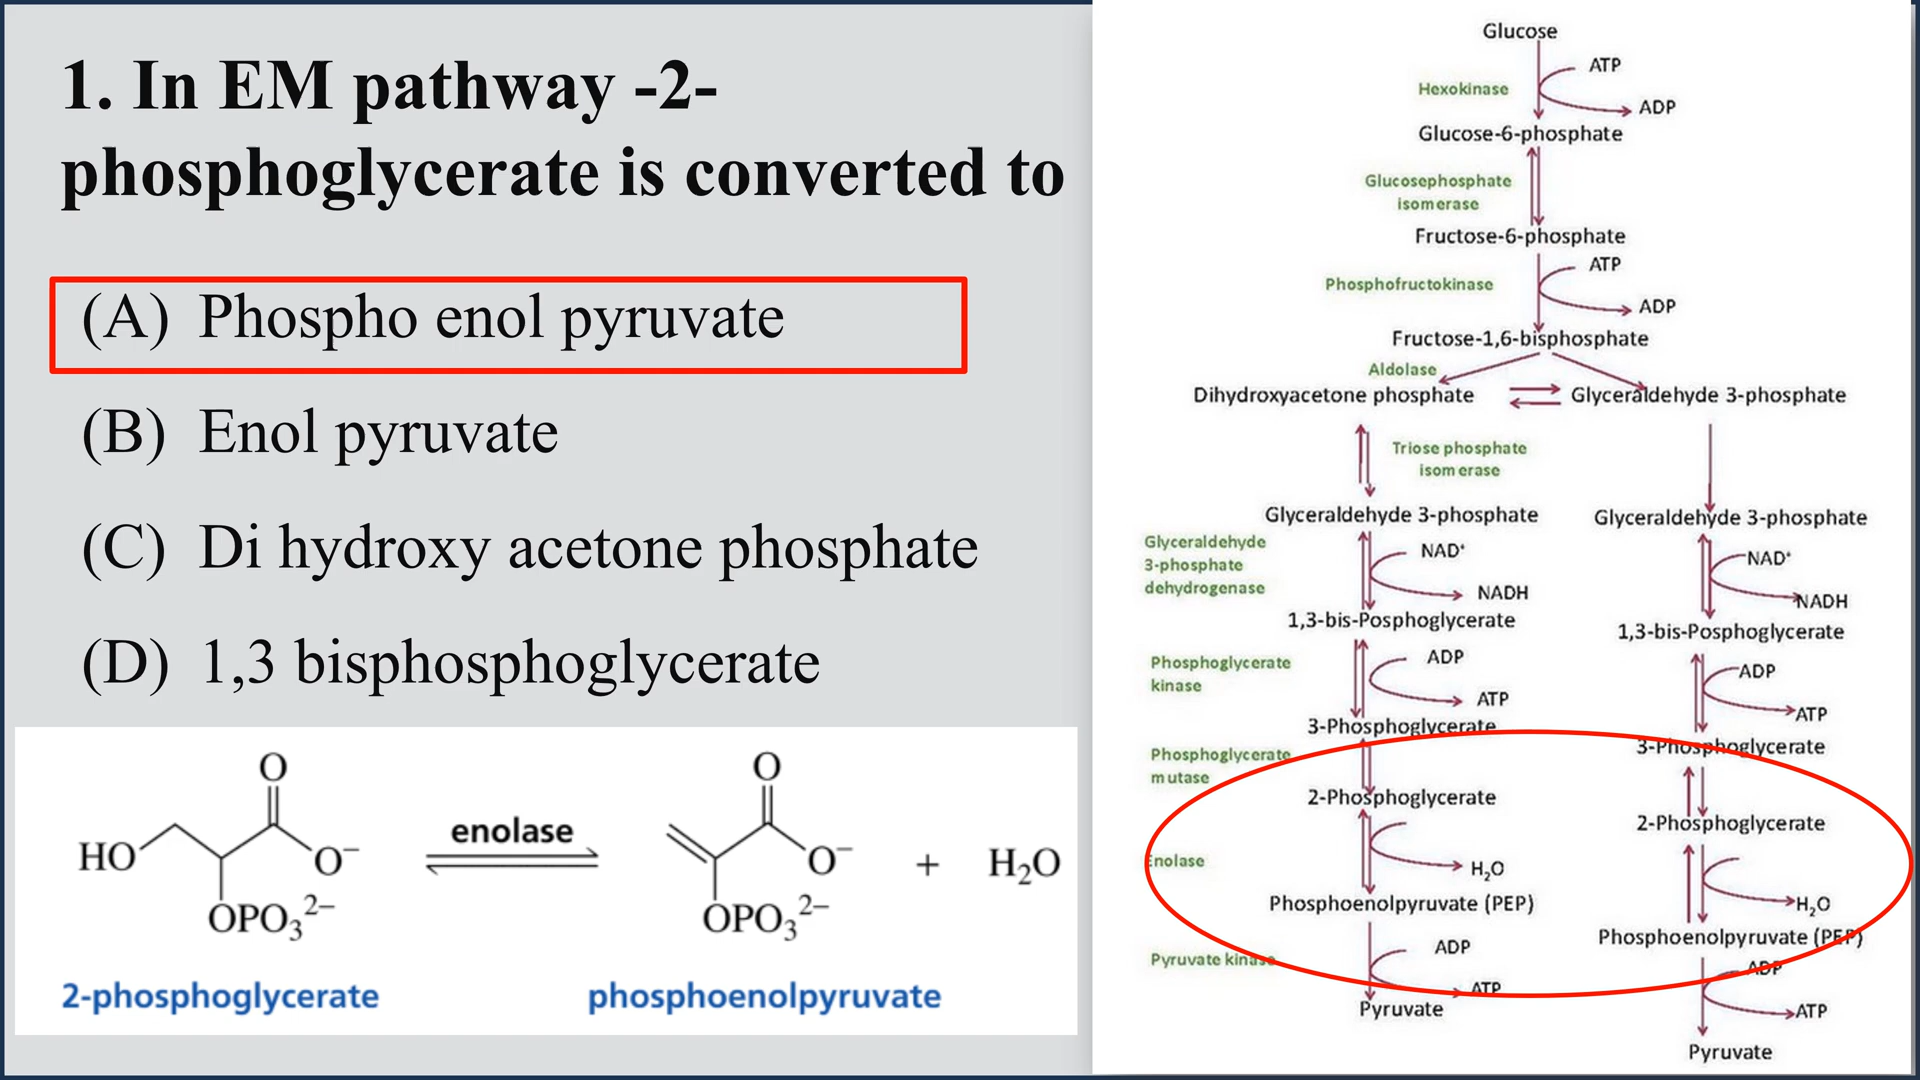 1. In EM pathway -2-
phosphoglycerate is converted to
(A) Phospho enol pyruvate
(B) Enol pyruvate
(C) Di hydroxy acetone phosphate
(D) 1,3 bisphosphoglycerate
O
HO
O⁻
OPO₃²⁻
2-phosphoglycerate
enolase
O
O⁻
OPO₃²⁻
phosphoenolpyruvate
+ H₂O
Glucose
ATP
Hexokinase
ADP
Glucose-6-phosphate
Glucosephosphate
isomerase
Fructose-6-phosphate
ATP
Phosphofructokinase
ADP
Fructose-1,6-bisphosphate
Aldolase
Dihydroxyacetone phosphate
Glyceraldehyde 3-phosphate
Triose phosphate
isomerase
Glyceraldehyde 3-phosphate
Glyceraldehyde 3-phosphate
Glyceraldehyde
3-phosphate
dehydrogenase
NAD⁺
NADH
NAD⁺
NADH
1,3-bis-Posphoglycerate
1,3-bis-Posphoglycerate
Phosphoglycerate
kinase
ADP
ATP
ADP
ATP
3-Phosphoglycerate
3-Phosphoglycerate
Phosphoglycerate
mutase
2-Phosphoglycerate
2-Phosphoglycerate
Enolase
H₂O
H₂O
Phosphoenolpyruvate (PEP)
Phosphoenolpyruvate (PEP)
Pyruvate kinase
ADP
ATP
ADP
ATP
Pyruvate
Pyruvate